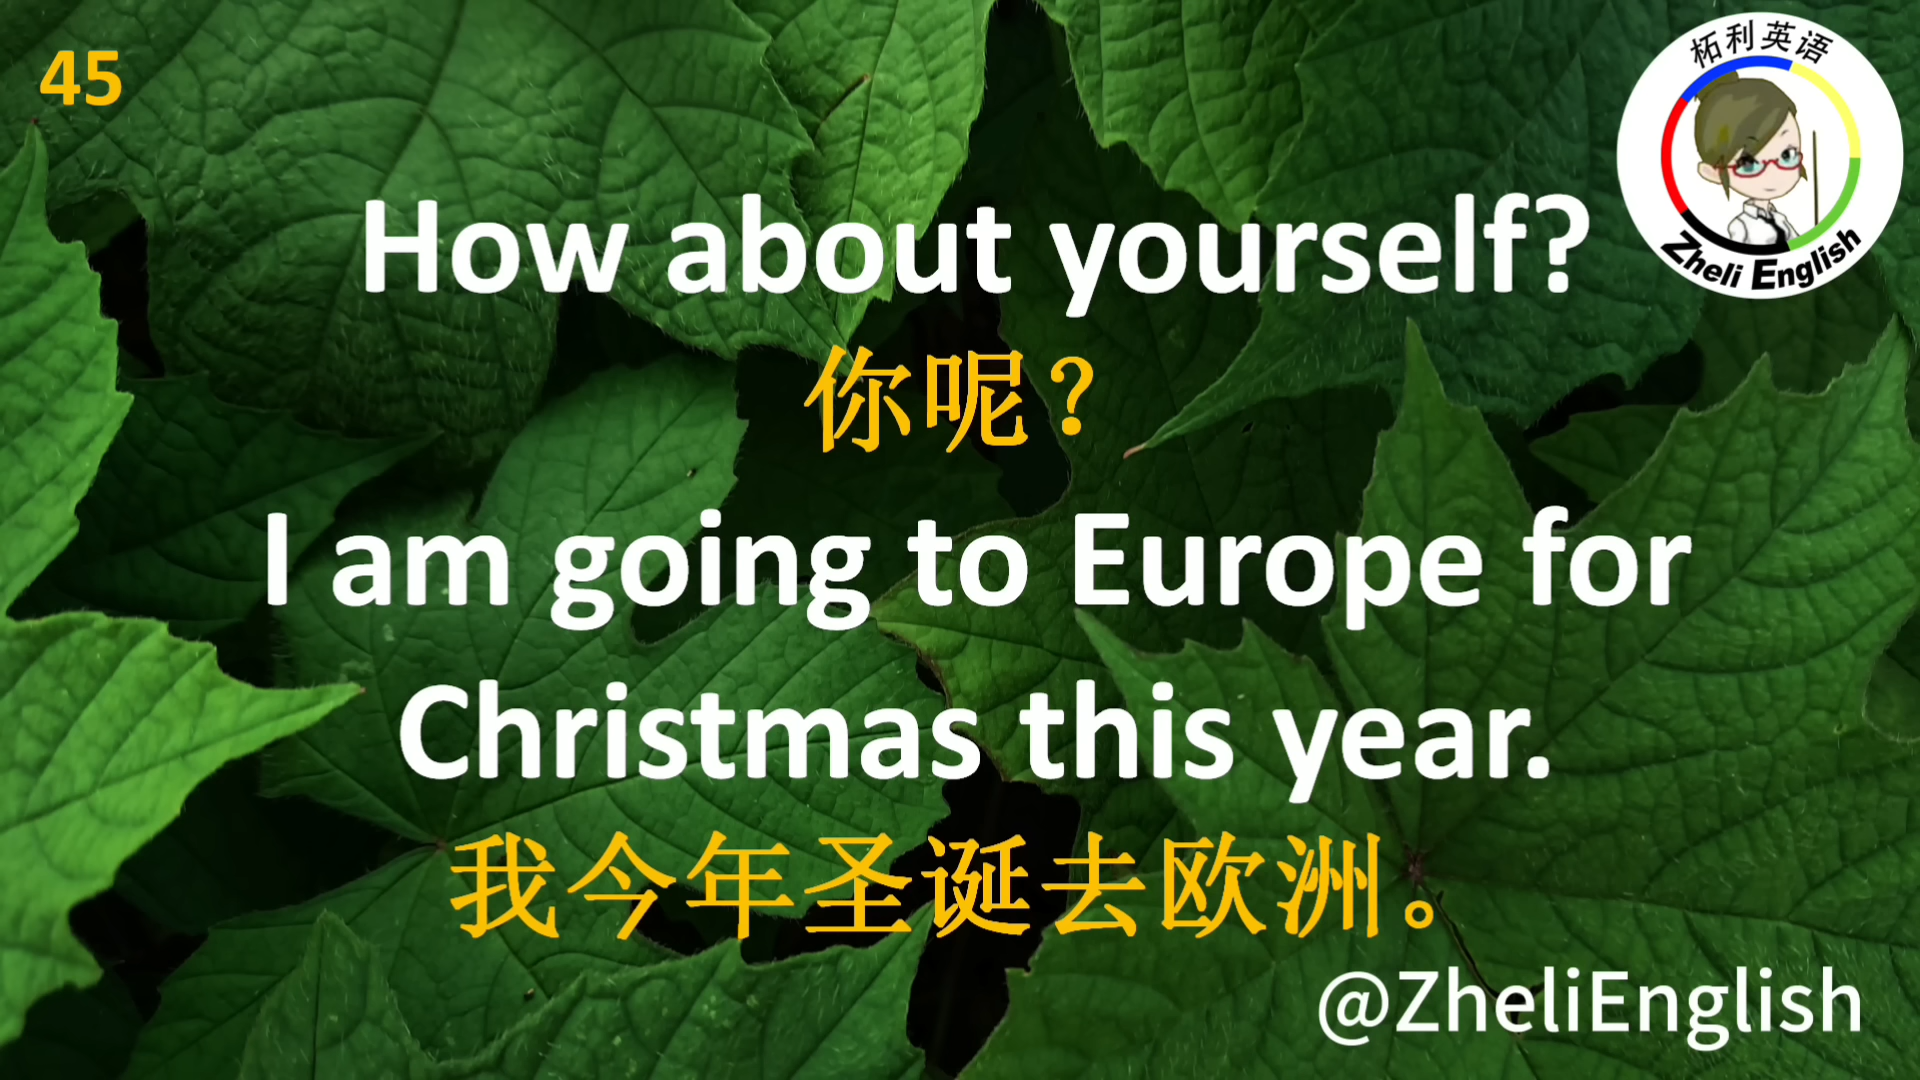 45
柘利英语
Zheli English
How about yourself?
你呢？
I am going to Europe for
Christmas this year.
我今年圣诞去欧洲。
@ZheliEnglish